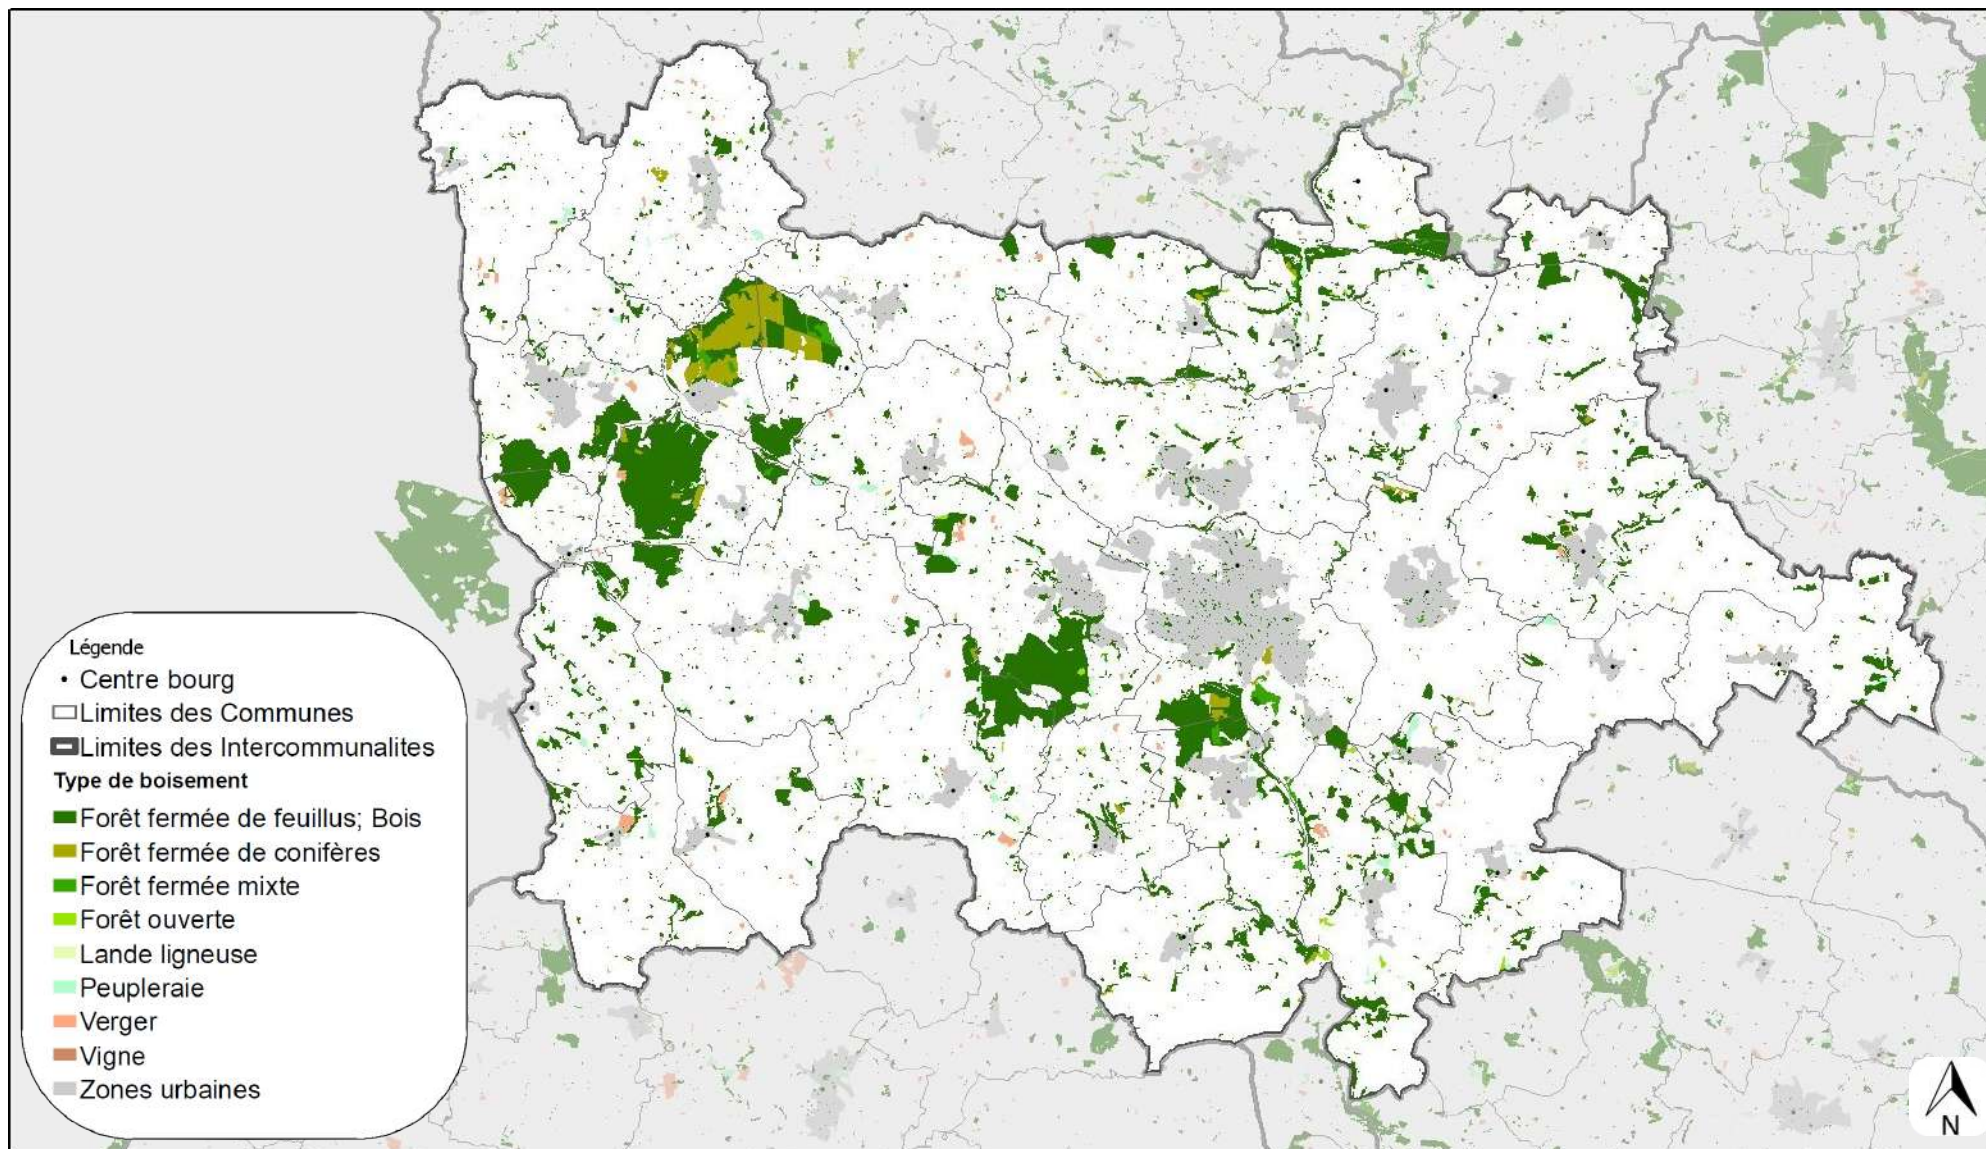 Légende
Centre bourg
Limites des Communes
Limites des Intercommunalites
Type de boisement
Forêt fermée de feuillus; Bois
Forêt fermée de conifères
Forêt fermée mixte
Forêt ouverte
Lande ligneuse
Peupleraie
Verger
Vigne
Zones urbaines
N